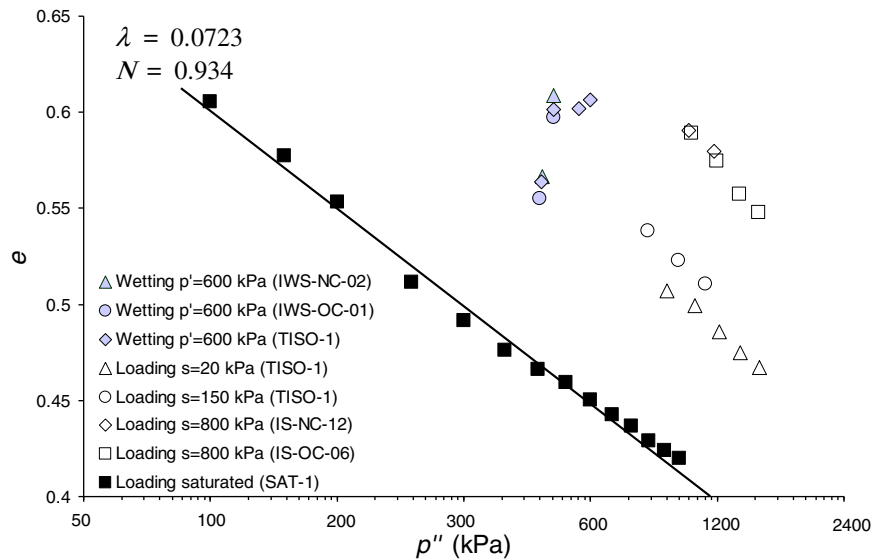 λ = 0.0723
N = 0.934
0.65
0.6
0.55
0.5
0.45
0.4
e
Wetting p'=600 kPa (IWS-NC-02)
Wetting p'=600 kPa (IWS-OC-01)
Wetting p'=600 kPa (TISO-1)
Loading s=20 kPa (TISO-1)
Loading s=150 kPa (TISO-1)
Loading s=800 kPa (IS-NC-12)
Loading s=800 kPa (IS-OC-06)
Loading saturated (SAT-1)
50 100 200 300 600 1200 2400
p'' (kPa)